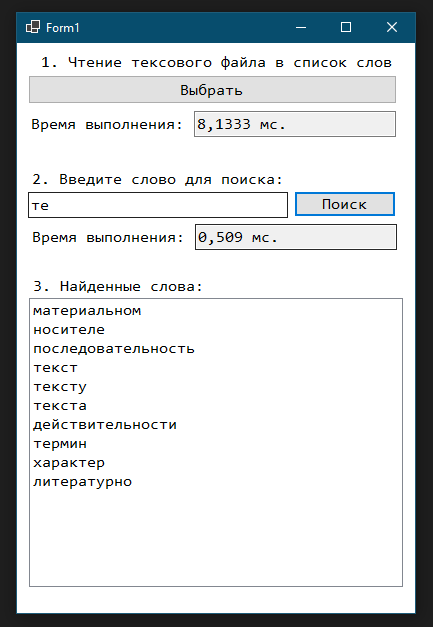 Form1
1. Чтение тексового файла в список слов
Выбрать
Время выполнения: 8,1333 мс.
2. Введите слово для поиска:
те Поиск
Время выполнения: 0,509 мс.
3. Найденные слова:
материальном
носителе
последовательность
текст
тексту
текста
действительности
термин
характер
литературно